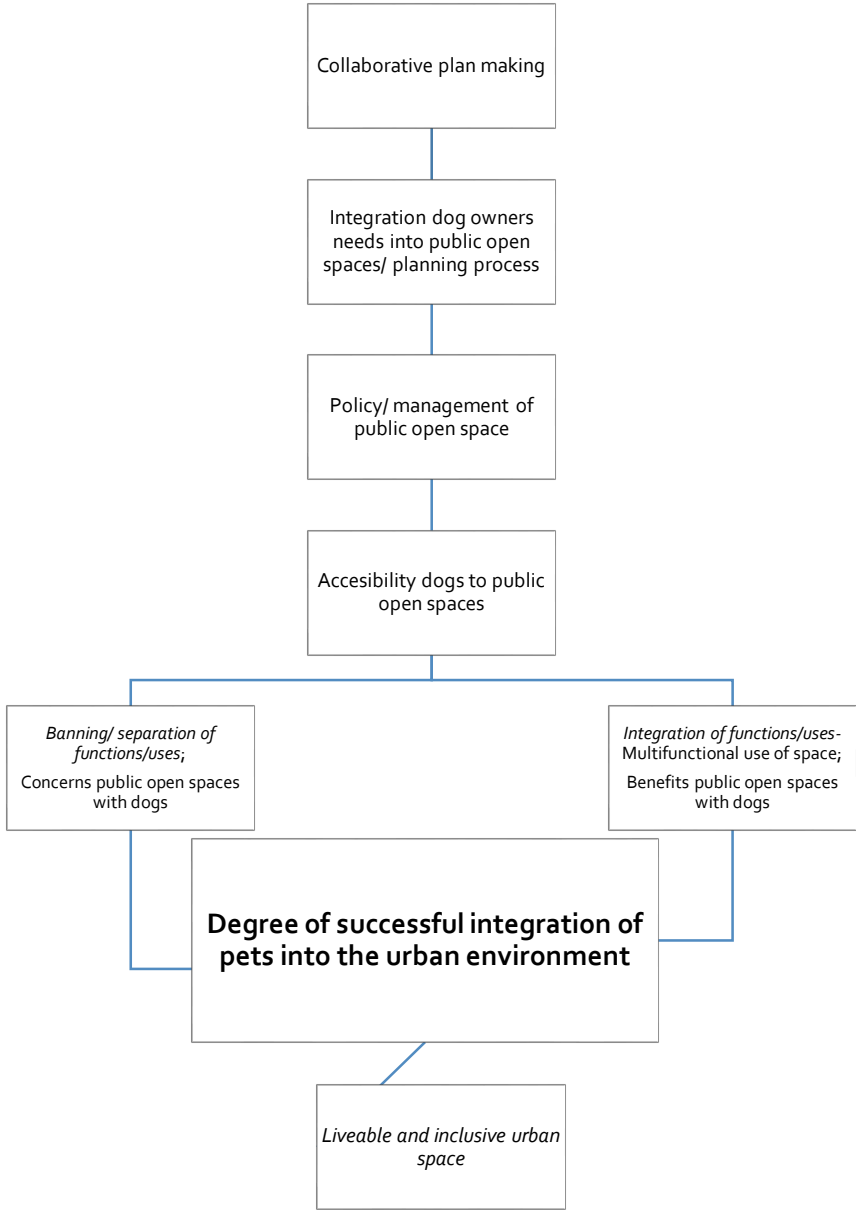 Collaborative plan making
Integration dog owners
needs into public open
spaces/ planning process
Policy/ management of
public open space
Accesibility dogs to public
open spaces
Banning/ separation of
functions/uses;
Concerns public open spaces
with dogs
Integration of functions/uses-
Multifunctional use of space;
Benefits public open spaces
with dogs
Degree of successful integration of
pets into the urban environment
Liveable and inclusive urban
space